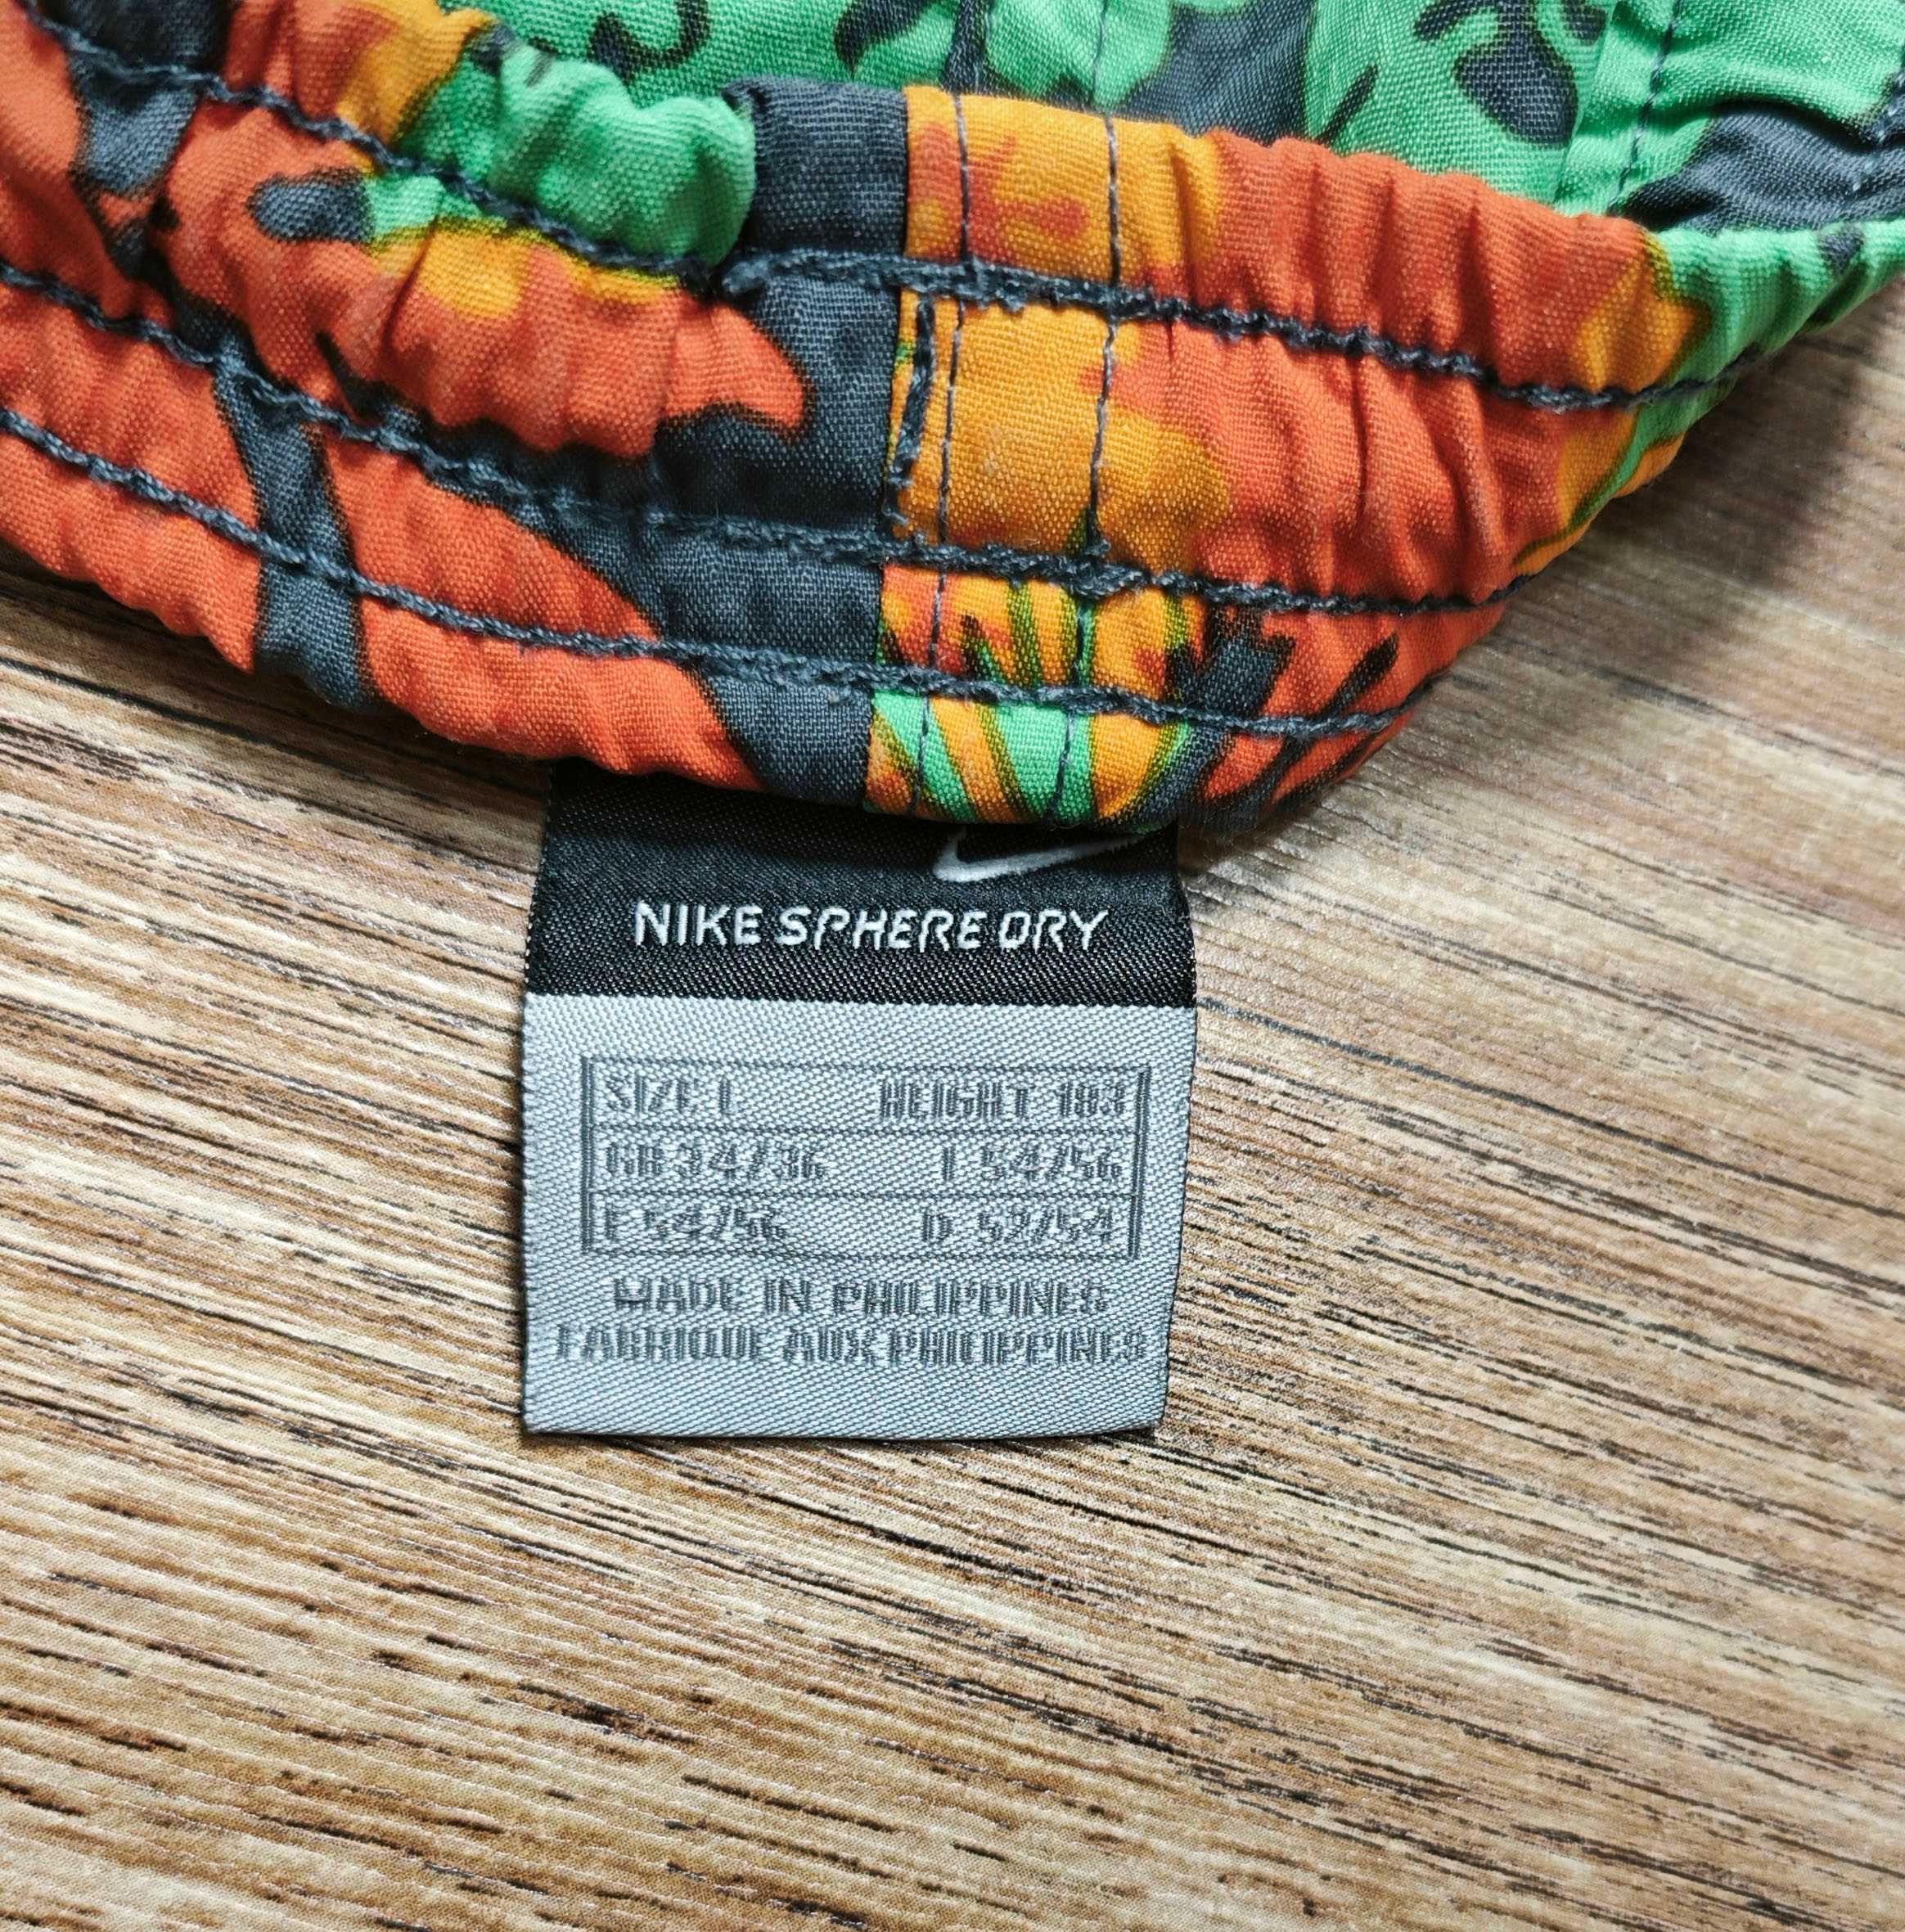 NIKE SPHERE DRY
SIZE L HEIGHT 183
GB 34/36 I 54/56
F 54/56 D 52/54
MADE IN PHILIPPINES
FABRIQUE AUX PHILIPPINES